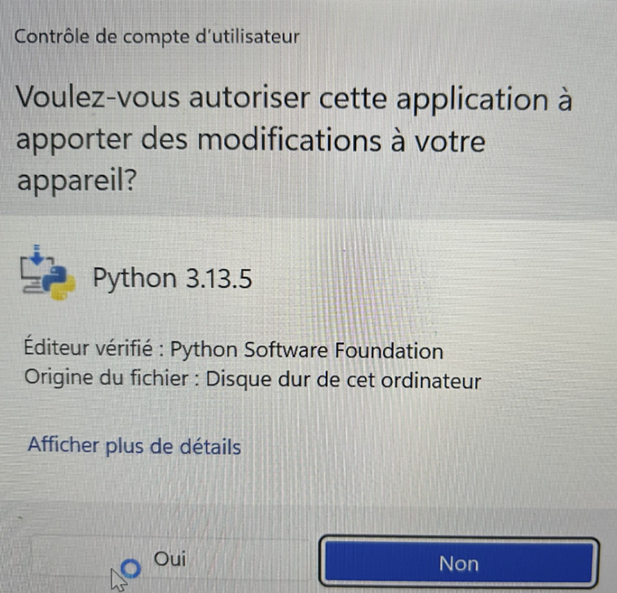 Contrôle de compte d'utilisateur
Voulez-vous autoriser cette application à
apporter des modifications à votre
appareil?
Python 3.13.5
Éditeur vérifié : Python Software Foundation
Origine du fichier : Disque dur de cet ordinateur
Afficher plus de détails
Oui
Non